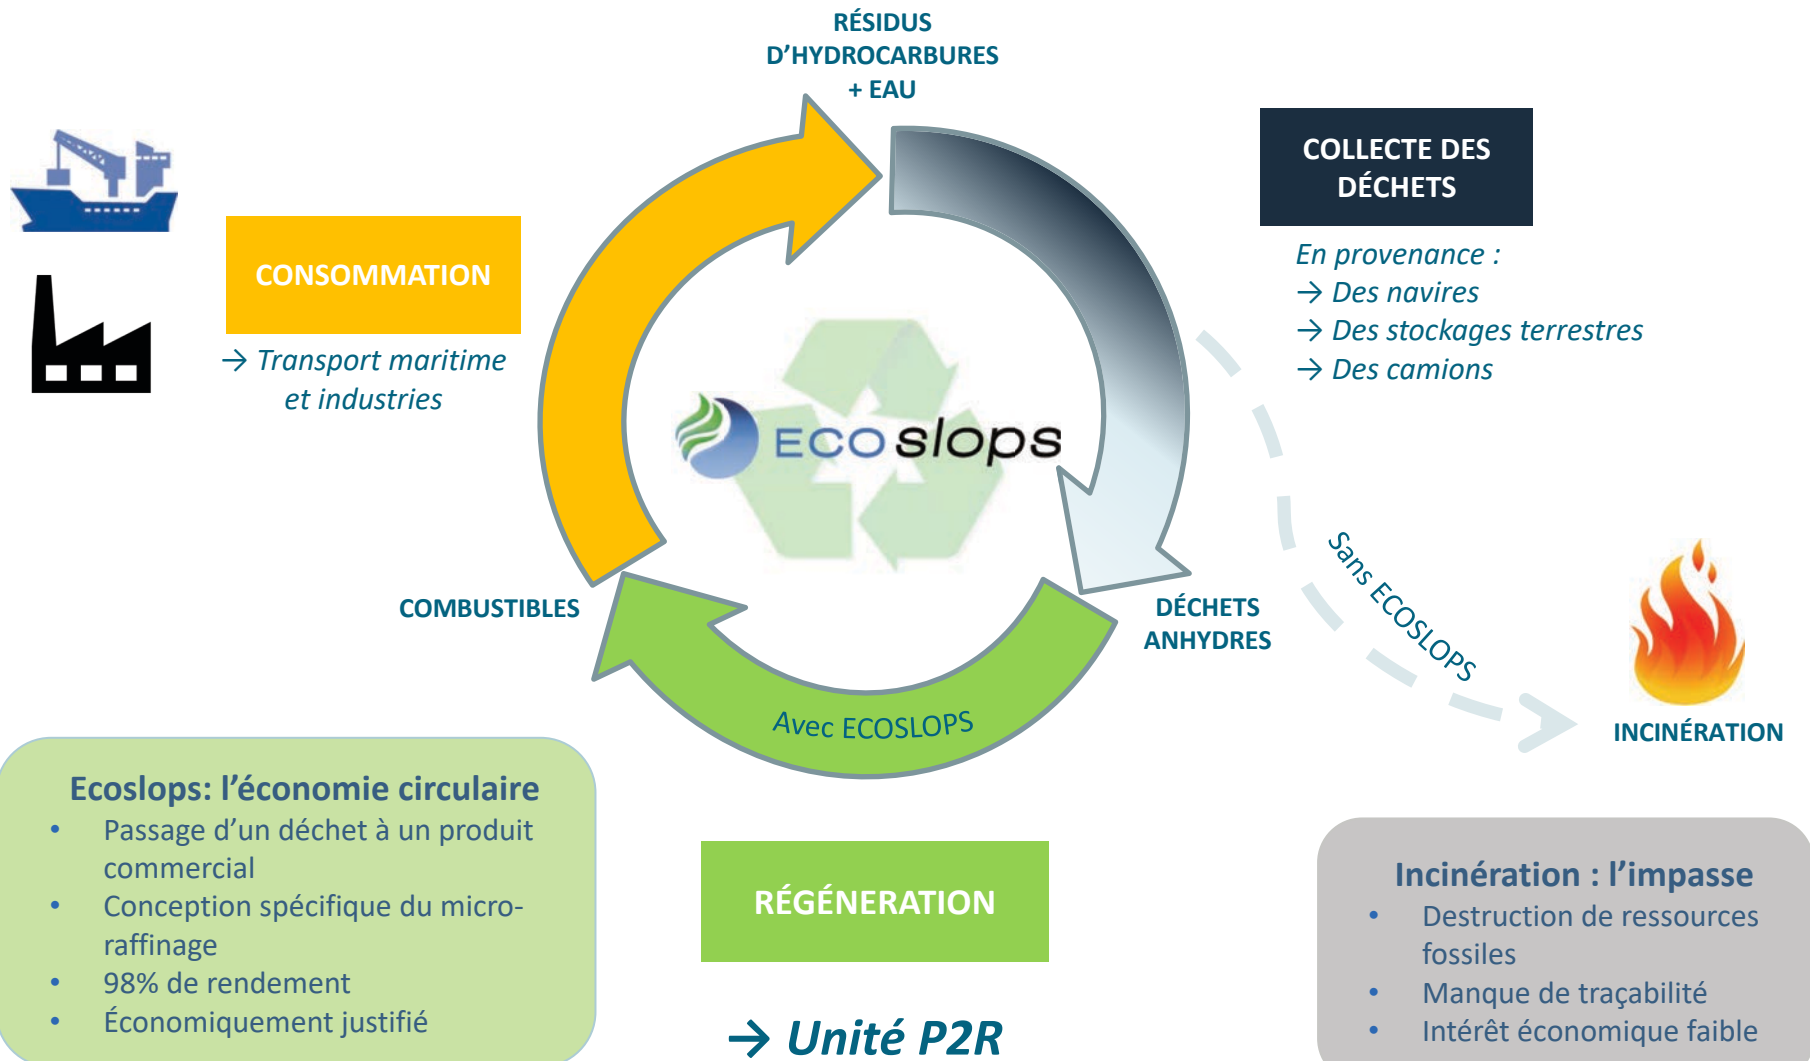 RÉSIDUS
D’HYDROCARBURES
+ EAU
COLLECTE DES
DÉCHETS
En provenance :
→ Des navires
→ Des stockages terrestres
→ Des camions
CONSOMMATION
→ Transport maritime
et industries
ECOslops
Sans ECOSLOPS
COMBUSTIBLES
DÉCHETS
ANHYDRES
Avec ECOSLOPS
INCINÉRATION
Ecoslops: l’économie circulaire
• Passage d’un déchet à un produit
commercial
• Conception spécifique du micro-
raffinage
• 98% de rendement
• Économiquement justifié
RÉGÉNERATION
→ Unité P2R
Incinération : l’impasse
• Destruction de ressources
fossiles
• Manque de traçabilité
• Intérêt économique faible